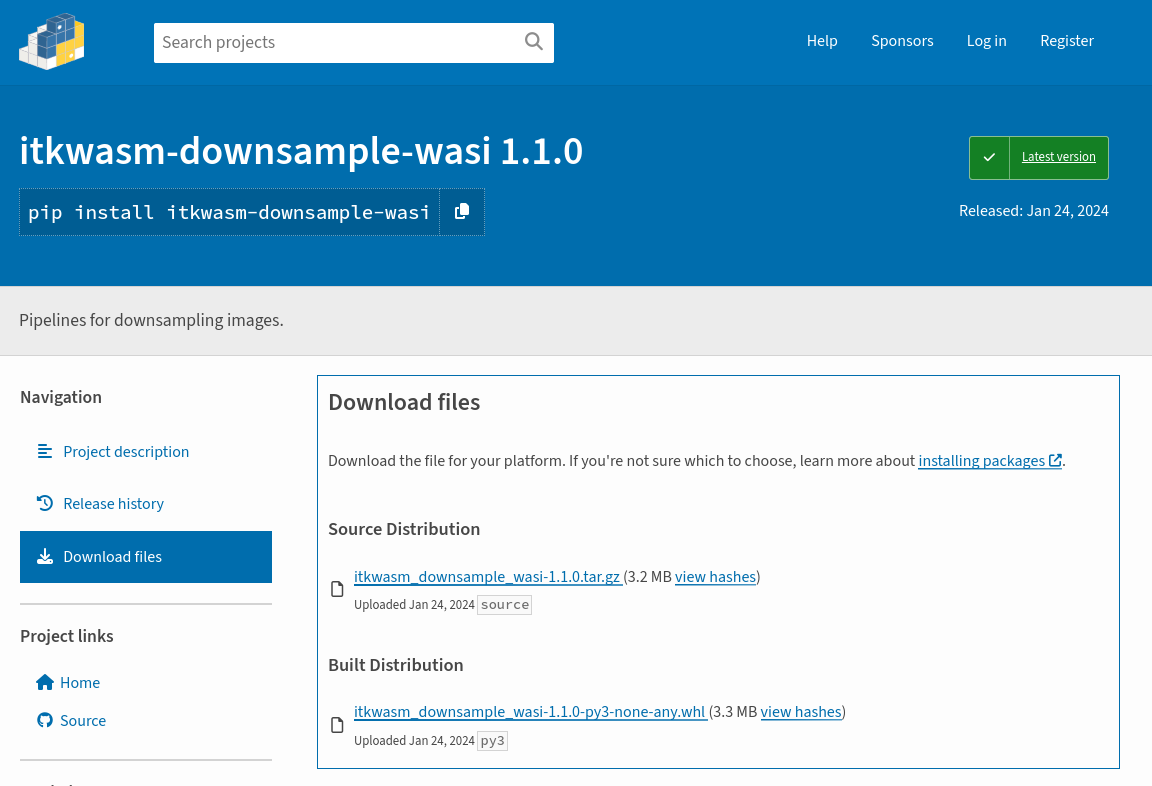 Search projects
Help
Sponsors
Log in
Register
itkwasm-downsample-wasi 1.1.0
pip install itkwasm-downsample-wasi
Latest version
Released: Jan 24, 2024
Pipelines for downsampling images.
Navigation
Project description
Release history
Download files
Project links
Home
Source
Download files
Download the file for your platform. If you're not sure which to choose, learn more about installing packages.
Source Distribution
itkwasm_downsample_wasi-1.1.0.tar.gz (3.2 MB view hashes)
Uploaded Jan 24, 2024 source
Built Distribution
itkwasm_downsample_wasi-1.1.0-py3-none-any.whl (3.3 MB view hashes)
Uploaded Jan 24, 2024 py3